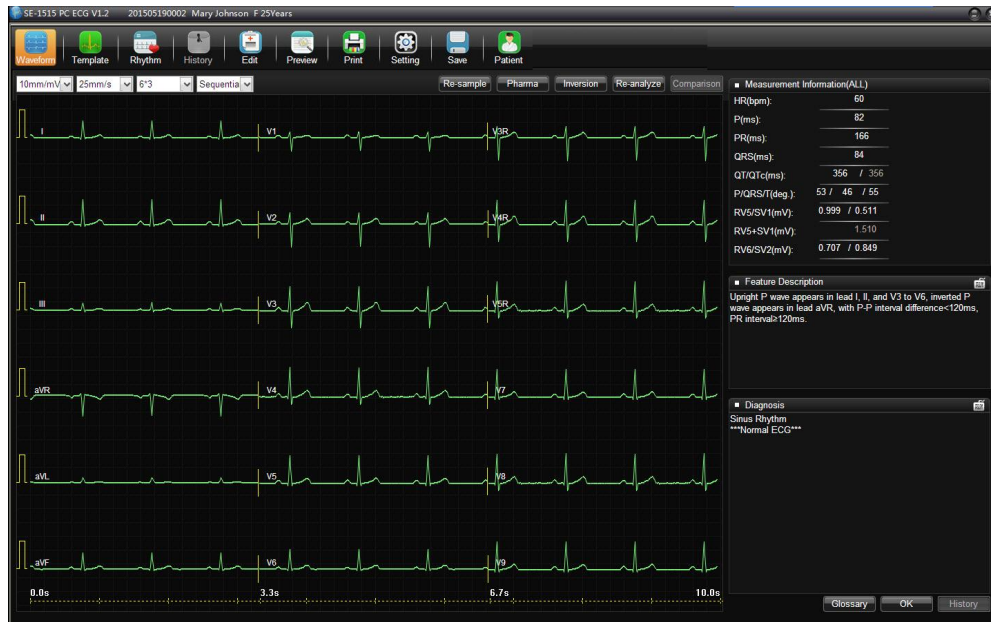 SE-1515 PC ECG V1.2 201505190002 Mary Johnson F 25Years
Waveform Template Rhythm History Edit Preview Print Setting Save Patient
10mm/mV 25mm/s 6*3 Sequentia Re-sample Pharma Inversion Re-analyze Comparison
I V1 V3R
II V2 V4R
III V3 V5R
aVR V4 V7
aVL V5 V8
aVF V6 V9
0.0s 3.3s 6.7s 10.0s
Measurement Information(ALL)
HR(bpm): 60
P(ms): 82
PR(ms): 166
QRS(ms): 84
QT/QTc(ms): 356 / 356
P/QRS/T(deg.): 53 / 46 / 55
RV5/SV1(mV): 0.999 / 0.511
RV5+SV1(mV): 1.510
RV6/SV2(mV): 0.707 / 0.849
Feature Description
Upright P wave appears in lead I, II, and V3 to V6, inverted P
wave appears in lead aVR, with P-P interval difference<120ms,
PR interval≥120ms.
Diagnosis
Sinus Rhythm
***Normal ECG***
Glossary OK History